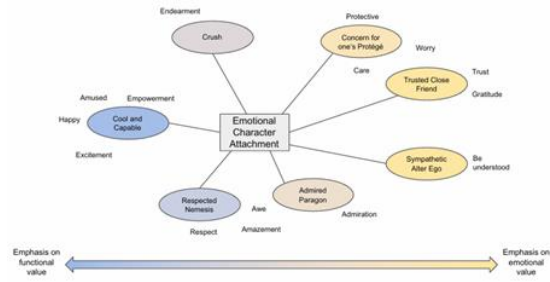 Endearment
Crush
Protective
Concern for
one's Protégé
Worry
Care
Trusted Close
Friend
Trust
Gratitude
Amused
Empowerment
Happy
Cool and
Capable
Excitement
Emotional
Character
Attachment
Sympathetic
Alter Ego
Be
understood
Respected
Nemesis
Awe
Respect
Amazement
Admired
Paragon
Admiration
Emphasis on
functional
value
Emphasis on
emotional
value